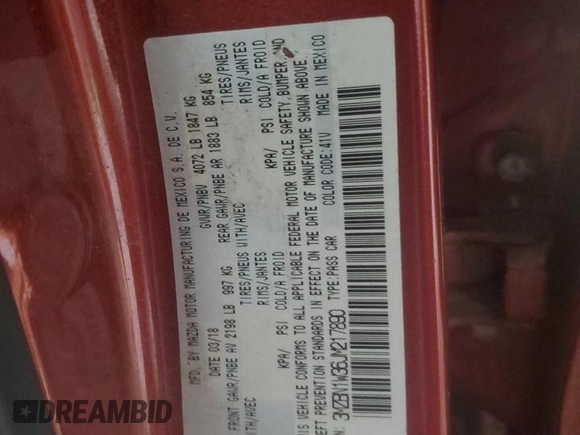 MFD.BY MAZDA MOTOR MANUFACTURING DE MEXICO S.A. DE C.V.
DATE 03/18 GVWR/PNBV 4072 LB 1847 KG
FRONT GAWR/PNBE AV 2198 LB 997 KG REAR GAWR/PNBE AR 1883 LB 854 KG
WITH/AVEC TIRES/PNEUS WITH/AVEC TIRES/PNEUS
RIMS/JANTES RIMS/JANTES
KPA/ PSI COLD/A FROID KPA/ PSI COLD/A FROID
THIS VEHICLE CONFORMS TO ALL APPLICABLE FEDERAL MOTOR VEHICLE SAFETY, BUMPER, AND
THEFT PREVENTION STANDARDS IN EFFECT ON THE DATE OF MANUFACTURE SHOWN ABOVE.
3MZBN1W36JM217890 TYPE:PASS CAR COLOR CODE:41V MADE IN MEXICO
RideSafely